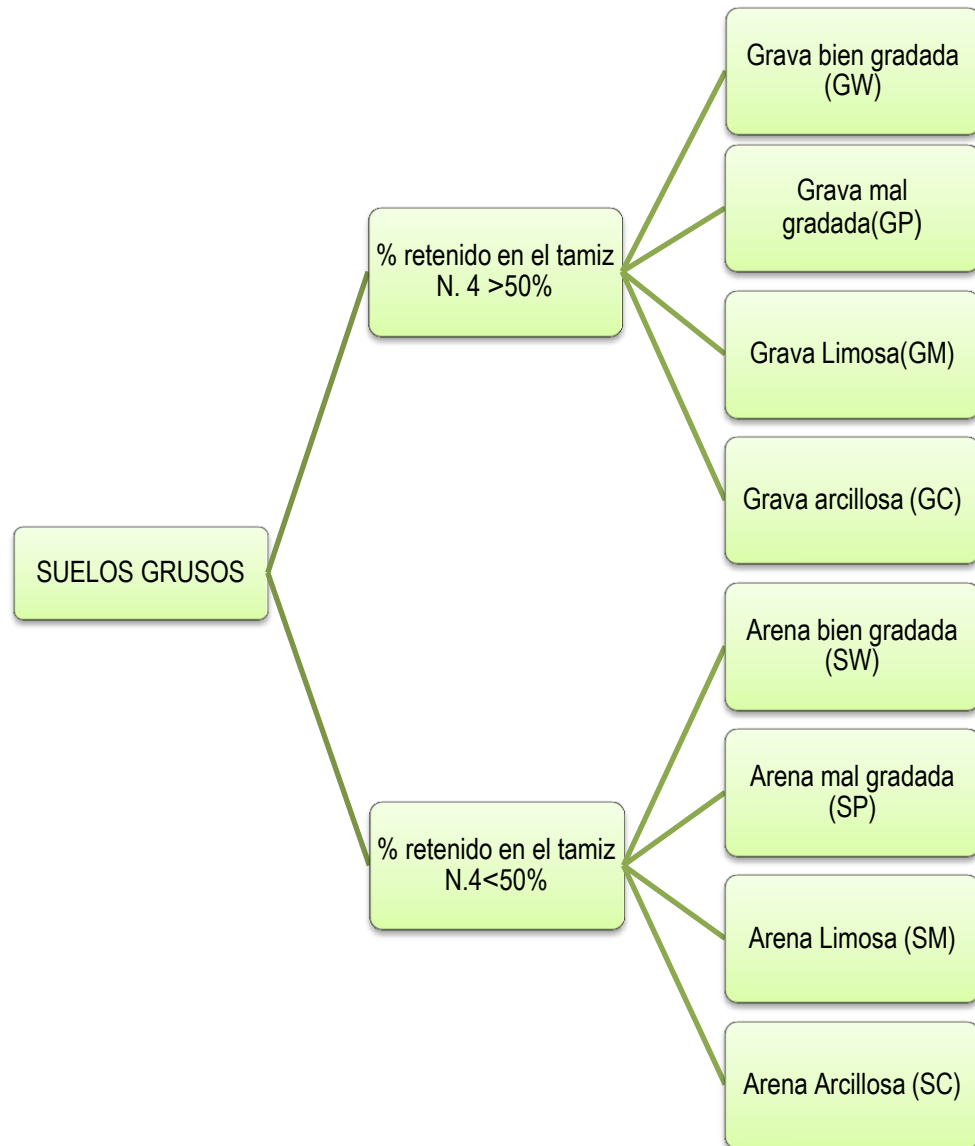 Grava bien gradada
(GW)
Grava mal
gradada(GP)
% retenido en el tamiz
N. 4 >50%
Grava Limosa(GM)
Grava arcillosa (GC)
SUELOS GRUSOS
Arena bien gradada
(SW)
Arena mal gradada
(SP)
% retenido en el tamiz
N.4<50%
Arena Limosa (SM)
Arena Arcillosa (SC)